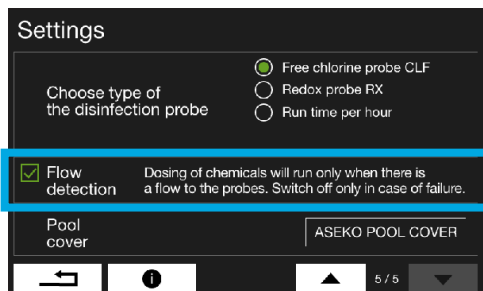 Settings
Choose type of
the disinfection probe
Free chlorine probe CLF
Redox probe RX
Run time per hour
Flow
detection
Dosing of chemicals will run only when there is
a flow to the probes. Switch off only in case of failure.
Pool
cover
ASEKO POOL COVER
5/5